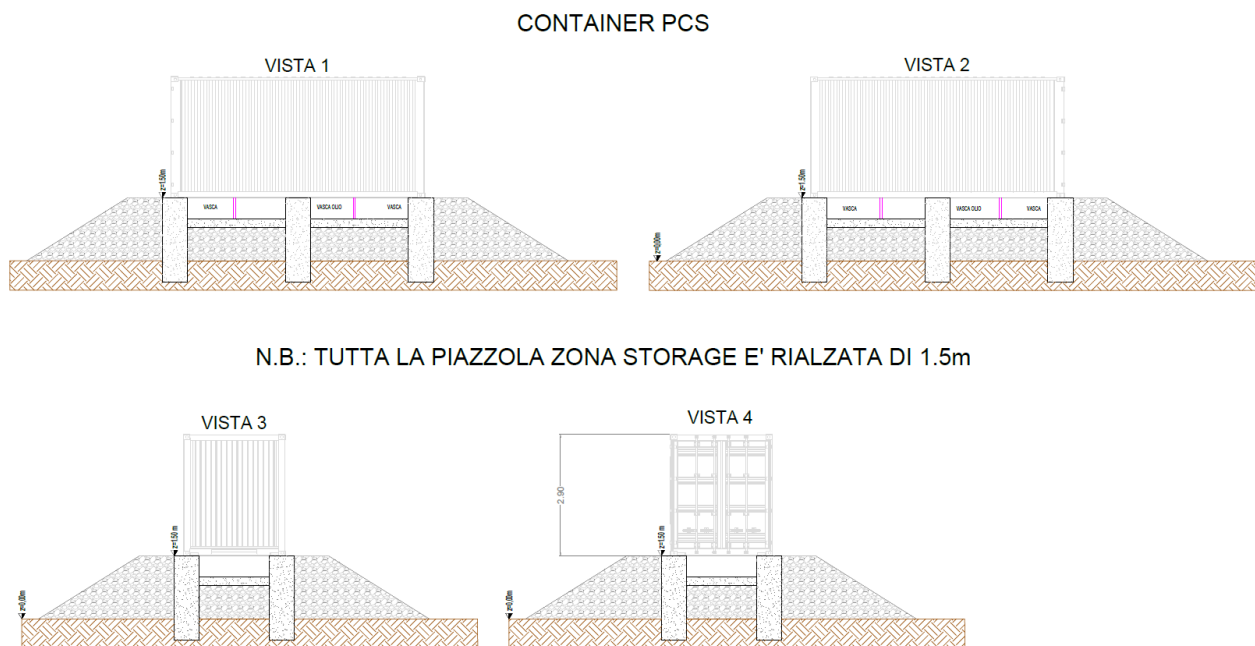 CONTAINER PCS
VISTA 1
VISTA 2
z=1.50m
z=1.50m
VASCA
VASCA OLIO
VASCA
VASCA
VASCA OLIO
VASCA
z=0.00m
N.B.: TUTTA LA PIAZZOLA ZONA STORAGE E' RIALZATA DI 1.5m
VISTA 3
VISTA 4
2.90
z=1.50 m
z=1.50 m
z=0.00m
z=0.00m